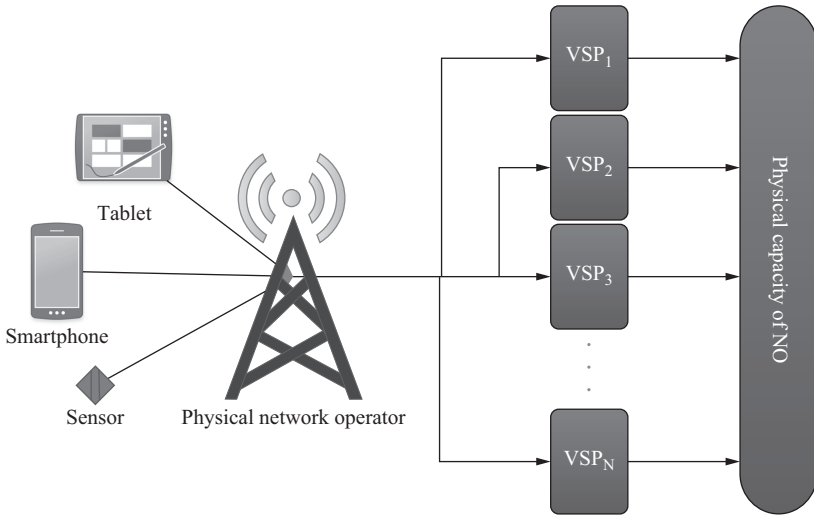 Tablet
Smartphone
Sensor
Physical network operator
VSP1
VSP2
VSP3
VSPN
Physical capacity of NO